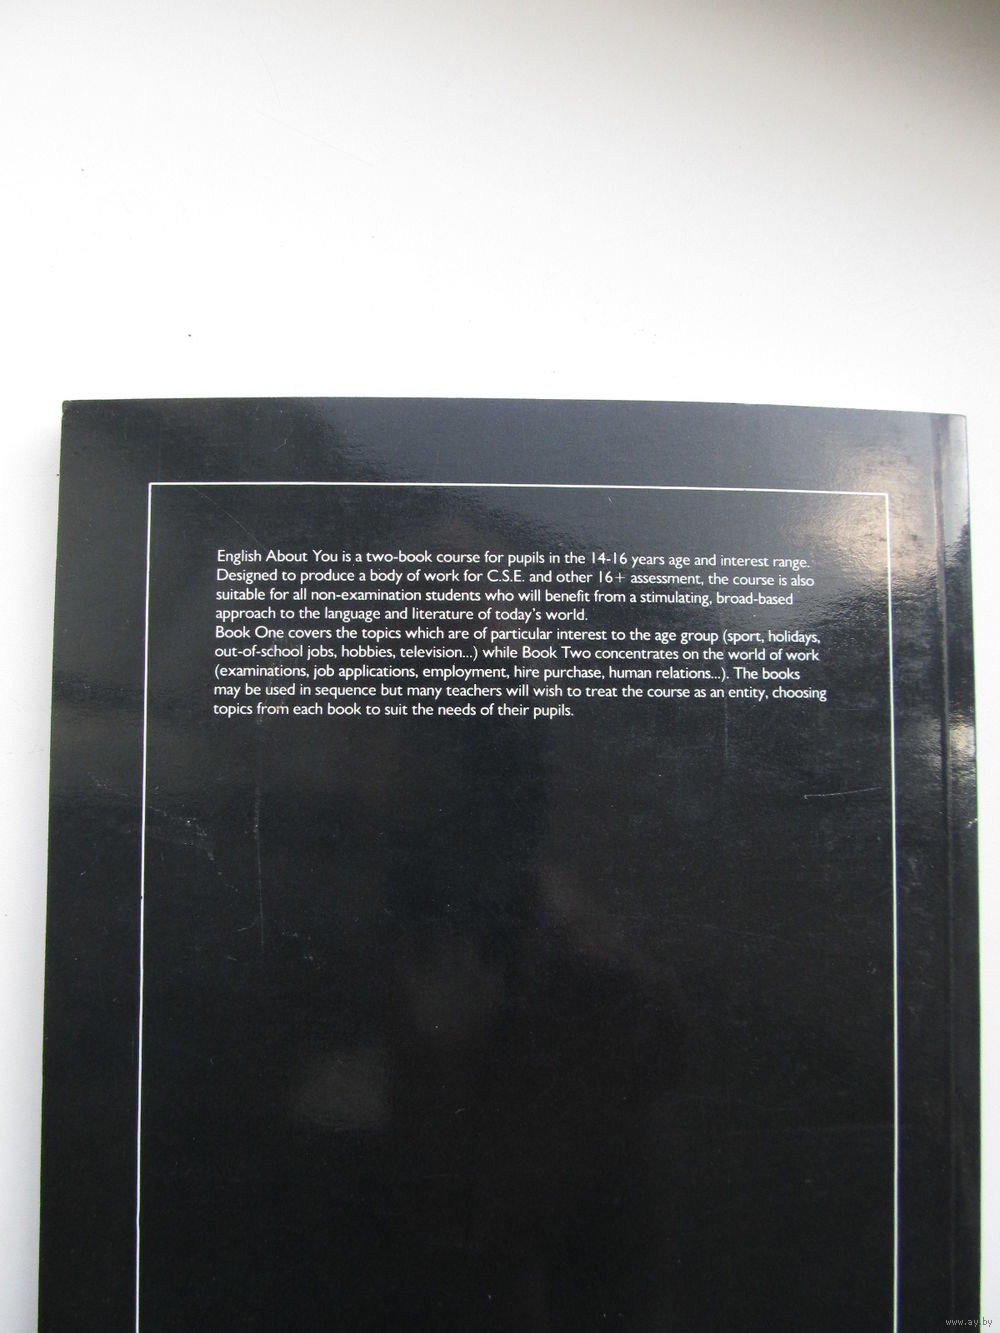 English About You is a two-book course for pupils in the 14-16 years age and interest range.
Designed to produce a body of work for C.S.E. and other 16+ assessment, the course is also
suitable for all non-examination students who will benefit from a stimulating, broad-based
approach to the language and literature of today's world.
Book One covers the topics which are of particular interest to the age group (sport, holidays,
out-of-school jobs, hobbies, television...) while Book Two concentrates on the world of work
(examinations, job applications, employment, hire purchase, human relations...). The books
may be used in sequence but many teachers will wish to treat the course as an entity, choosing
topics from each book to suit the needs of their pupils.
www.ay.by